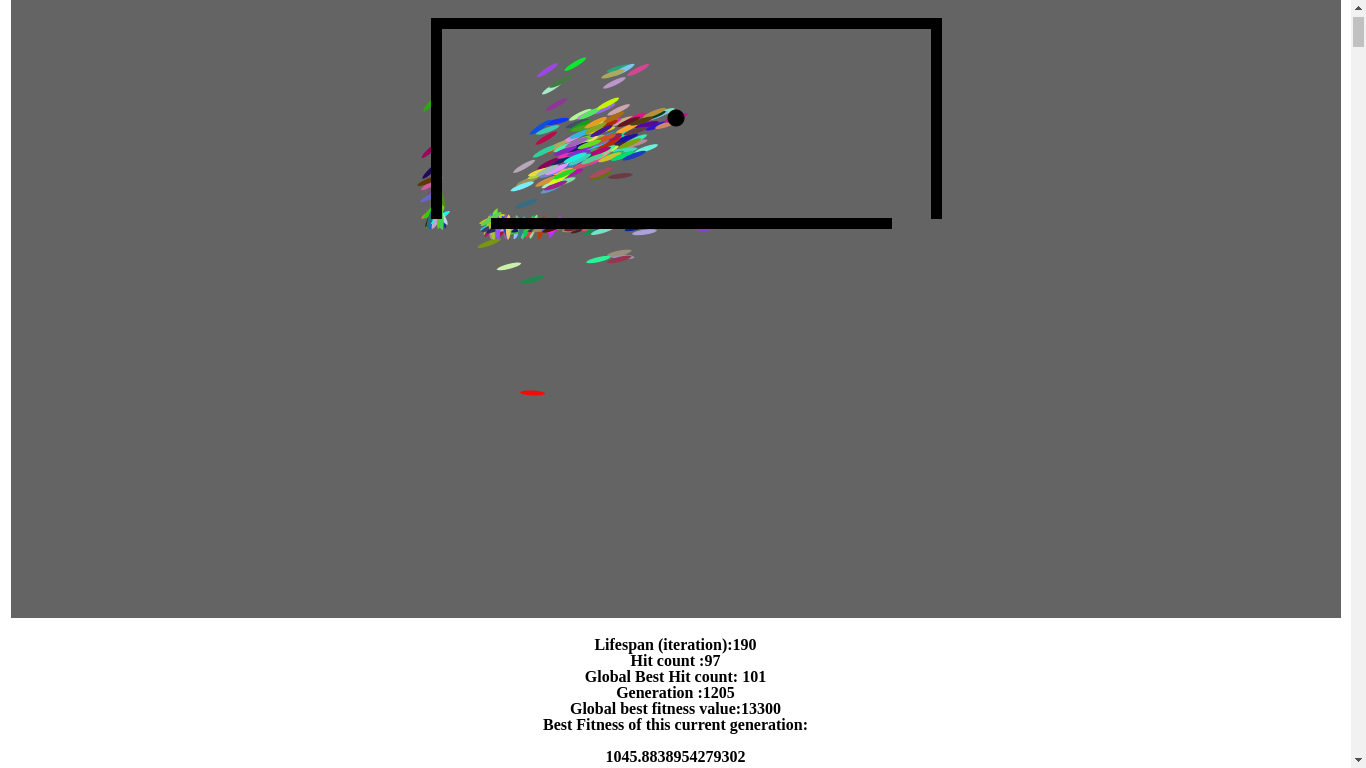 Lifespan (iteration):190
Hit count :97
Global Best Hit count: 101
Generation :1205
Global best fitness value:13300
Best Fitness of this current generation:
1045.8838954279302